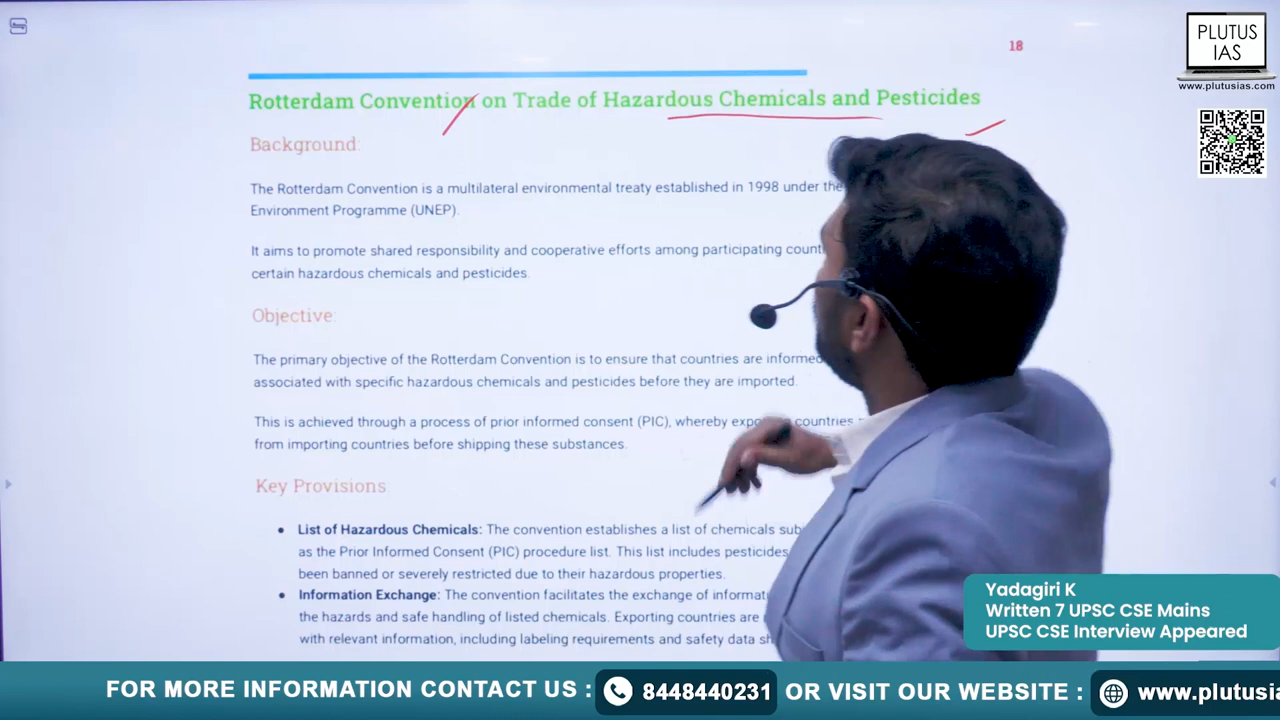 18
PLUTUS
IAS
www.plutusias.com
Rotterdam Convention on Trade of Hazardous Chemicals and Pesticides
Background:
The Rotterdam Convention is a multilateral environmental treaty established in 1998 under the
Environment Programme (UNEP).
It aims to promote shared responsibility and cooperative efforts among participating
certain hazardous chemicals and pesticides.
Objective:
The primary objective of the Rotterdam Convention is to ensure that countries are informed
associated with specific hazardous chemicals and pesticides before they are imported.
This is achieved through a process of prior informed consent (PIC), whereby countries
from importing countries before shipping these substances.
Key Provisions
• List of Hazardous Chemicals: The convention establishes a list of chemicals
as the Prior Informed Consent (PIC) procedure list. This list includes pesticides
been banned or severely restricted due to their hazardous properties.
• Information Exchange: The convention facilitates the exchange of
the hazards and safe handling of listed chemicals. Exporting countries are
with relevant information, including labeling requirements and safety data
Yadagiri K
Written 7 UPSC CSE Mains
UPSC CSE Interview Appeared
FOR MORE INFORMATION CONTACT US : 8448440231 OR VISIT OUR WEBSITE : www.plutusia